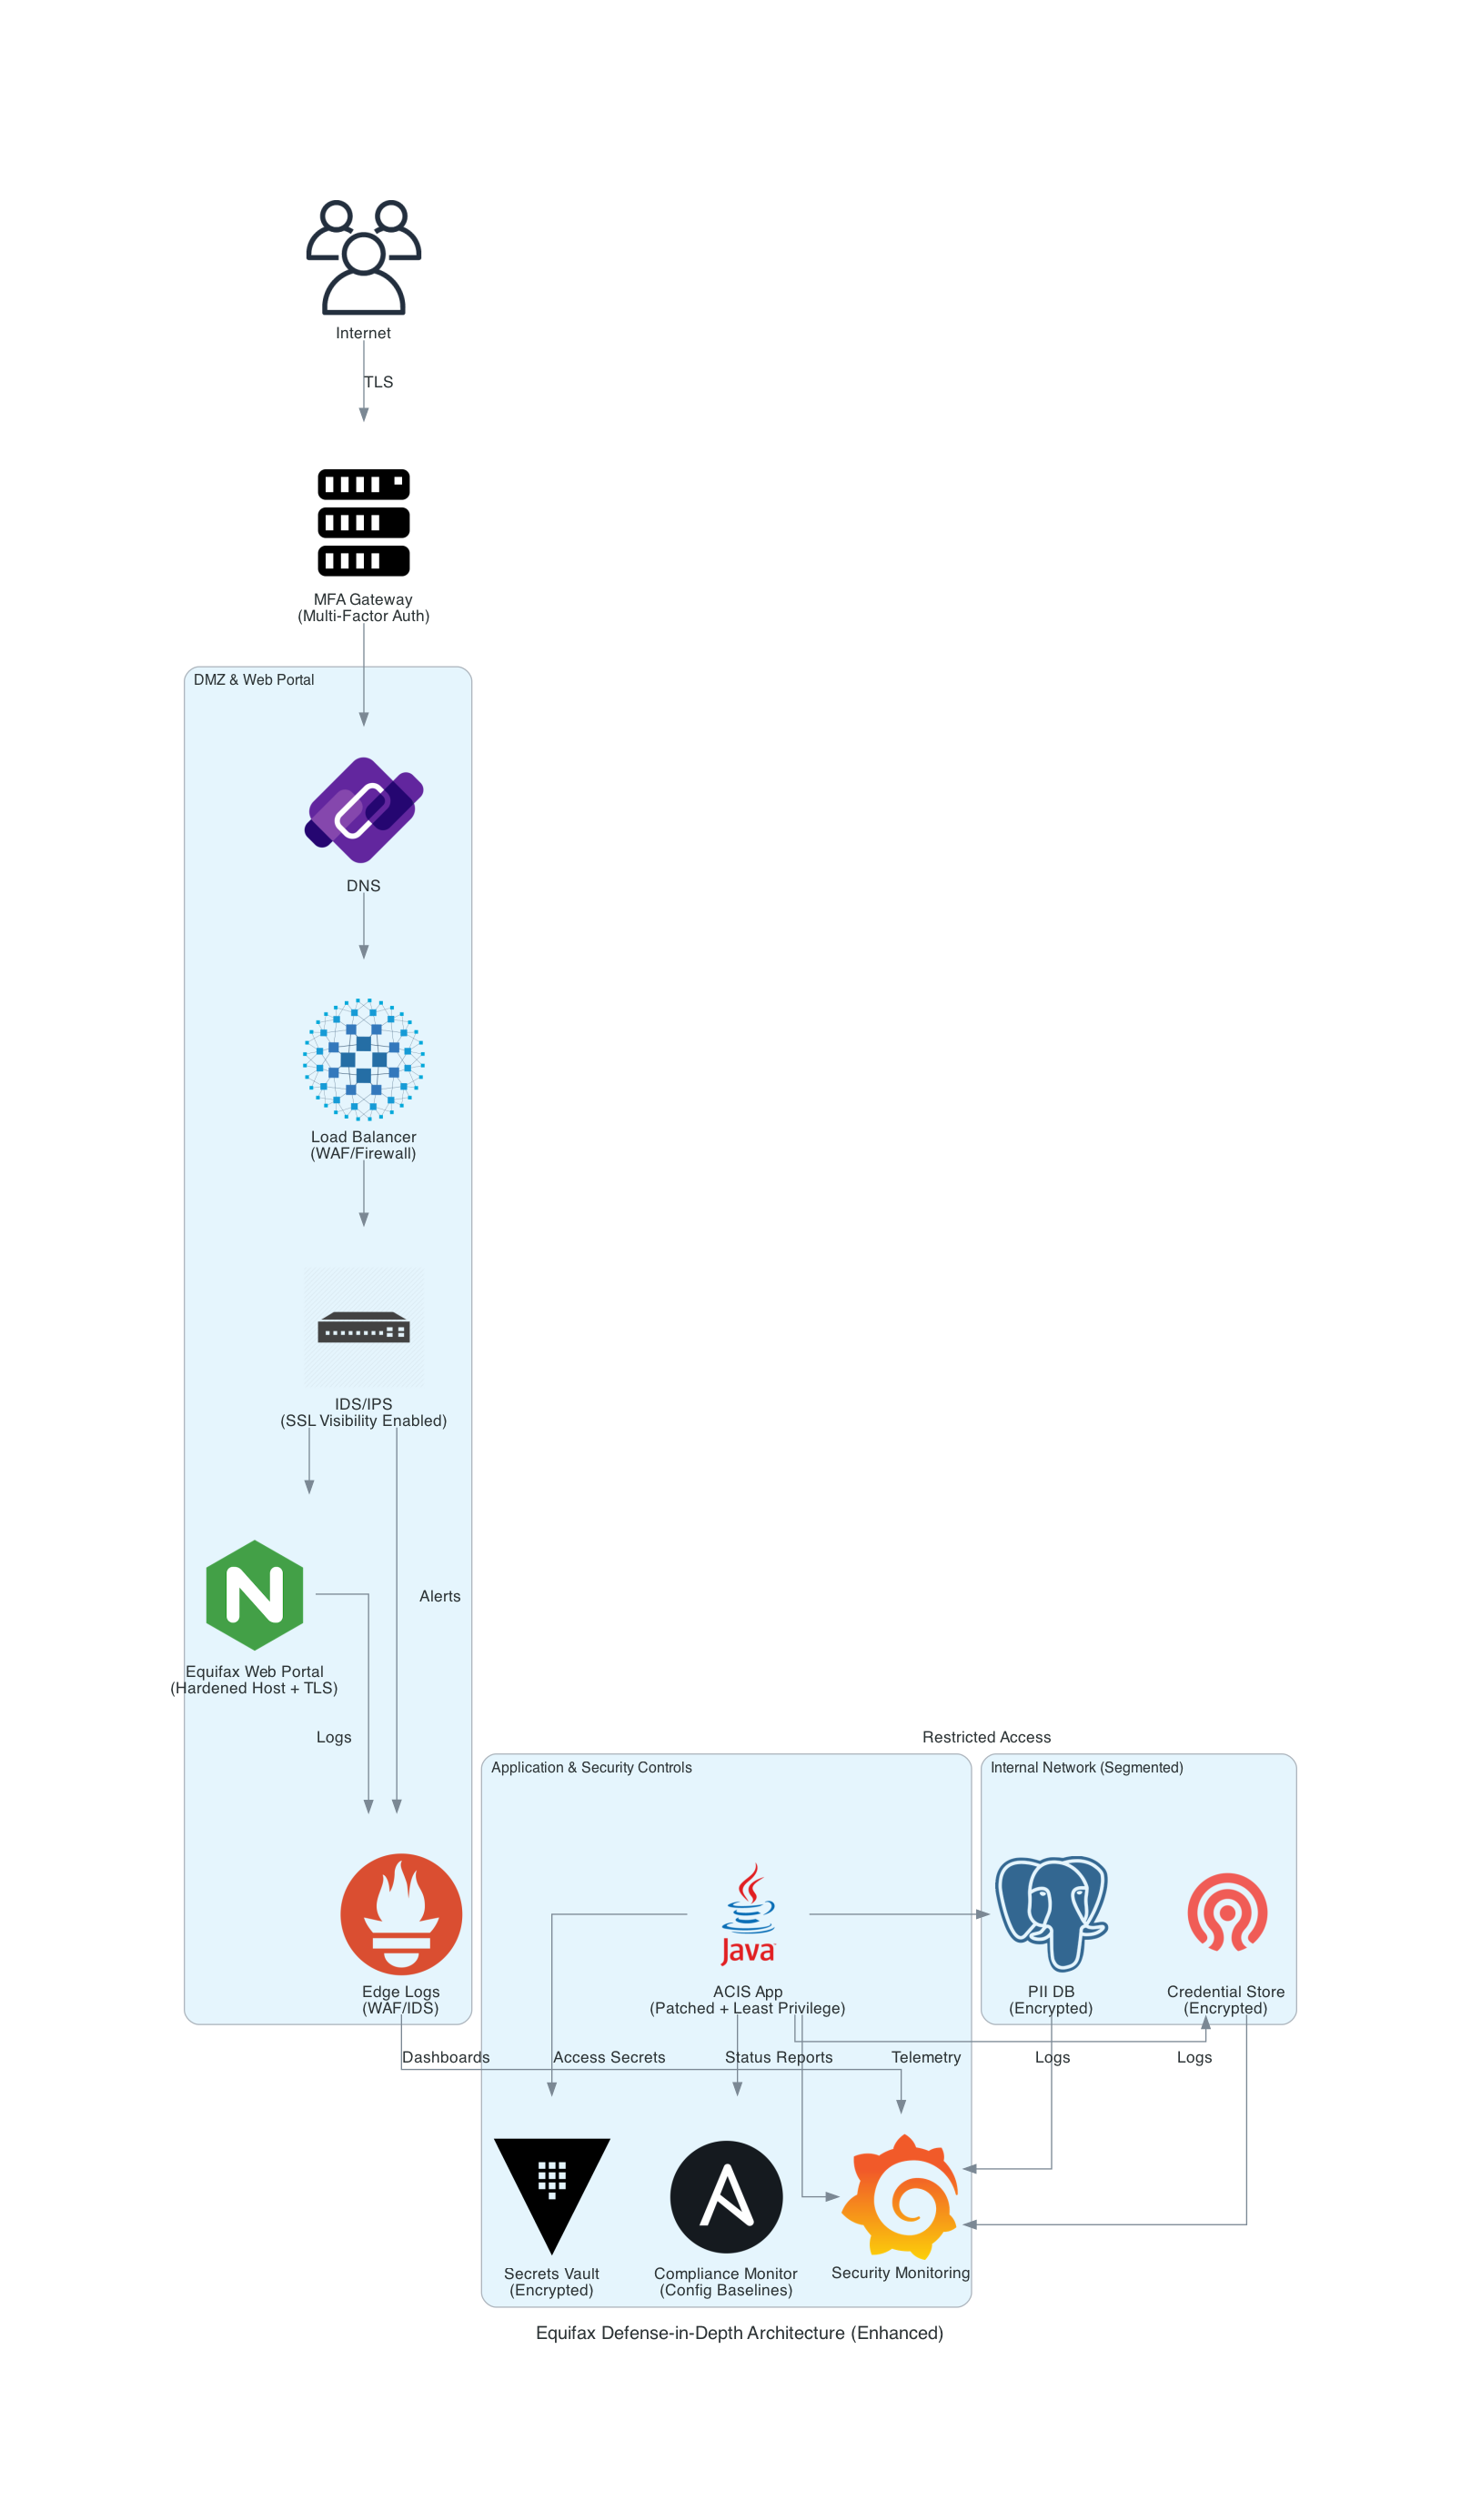 Internet
TLS
MFA Gateway
(Multi-Factor Auth)
DMZ & Web Portal
DNS
Load Balancer
(WAF/Firewall)
IDS/IPS
(SSL Visibility Enabled)
Alerts
Equifax Web Portal
(Hardened Host + TLS)
Logs
Restricted Access
Application & Security Controls
Internal Network (Segmented)
Java
Edge Logs
(WAF/IDS)
ACIS App
(Patched + Least Privilege)
PII DB
(Encrypted)
Credential Store
(Encrypted)
Dashboards
Access Secrets
Status Reports
Telemetry
Logs
Logs
Secrets Vault
(Encrypted)
Compliance Monitor
(Config Baselines)
Security Monitoring
Equifax Defense-in-Depth Architecture (Enhanced)